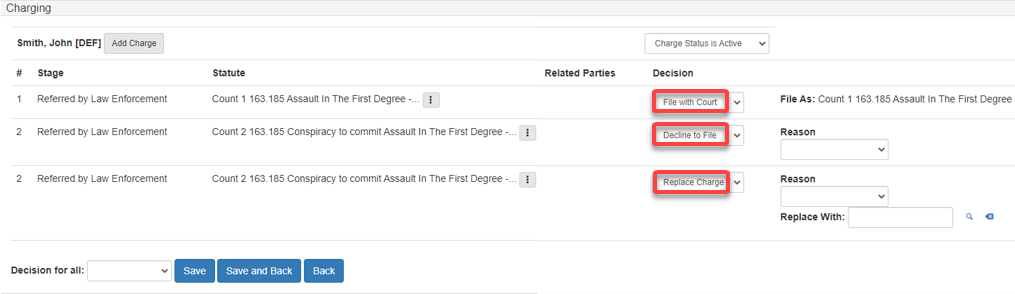 Charging
Smith, John [DEF] Add Charge Charge Status is Active
# Stage Statute Related Parties Decision
1 Referred by Law Enforcement Count 1 163.185 Assault In The First Degree -... File with Court File As: Count 1 163.185 Assault In The First Degree
2 Referred by Law Enforcement Count 2 163.185 Conspiracy to commit Assault In The First Degree -... Decline to File Reason
2 Referred by Law Enforcement Count 2 163.185 Conspiracy to commit Assault In The First Degree -... Replace Charge Reason
Replace With:
Decision for all: Save Save and Back Back